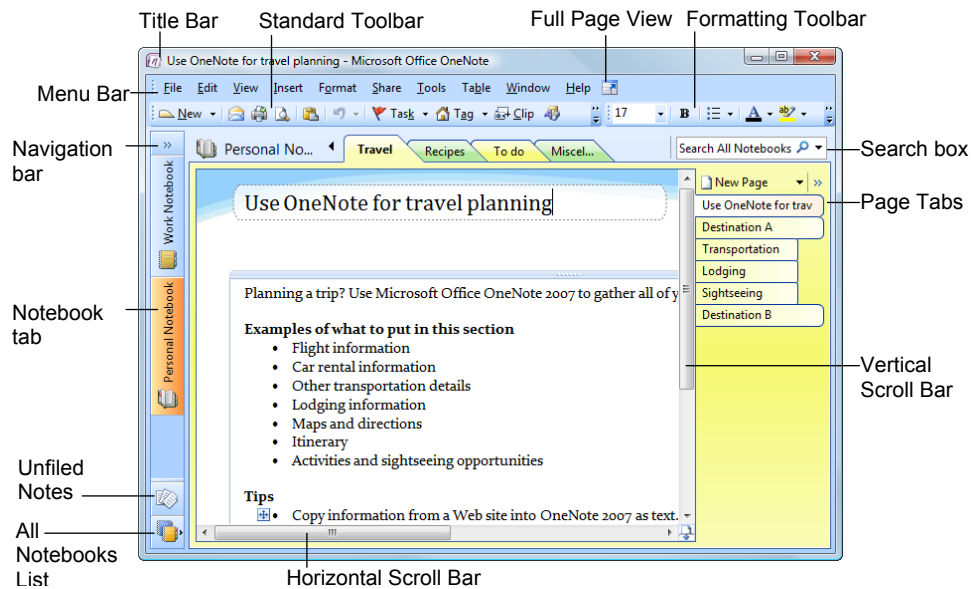 Title Bar
Standard Toolbar
Full Page View
Formatting Toolbar
Use OneNote for travel planning - Microsoft Office OneNote
Menu Bar
File Edit View Insert Format Share Tools Table Window Help
New Task Tag Clip 17 B A ab
Navigation
bar
Personal No... Travel Recipes To do Miscel... Search All Notebooks
Search box
Work Notebook
New Page
Use OneNote for travel planning
Use OneNote for trav
Page Tabs
Destination A
Transportation
Lodging
Sightseeing
Destination B
Notebook
tab
Personal Notebook
Planning a trip? Use Microsoft Office OneNote 2007 to gather all of y
Examples of what to put in this section
• Flight information
• Car rental information
• Other transportation details
• Lodging information
• Maps and directions
• Itinerary
• Activities and sightseeing opportunities
Vertical
Scroll Bar
Unfiled
Notes
Tips
• Copy information from a Web site into OneNote 2007 as text.
All
Notebooks
List
Horizontal Scroll Bar